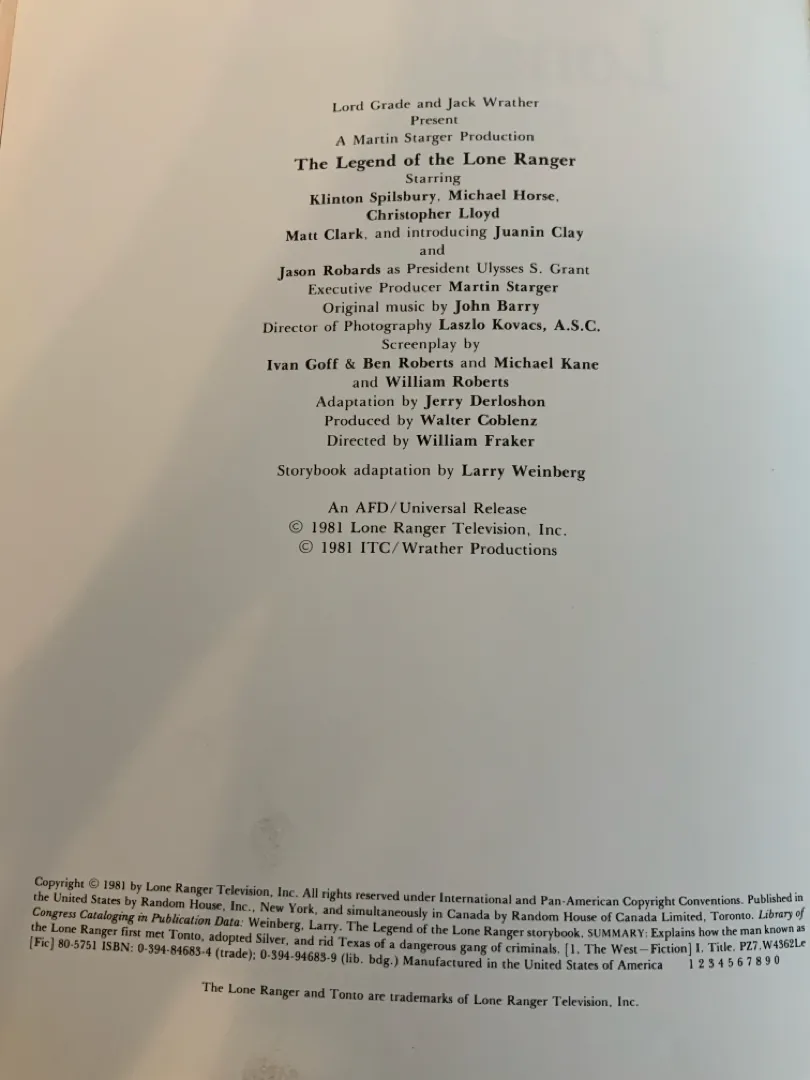 Lord Grade and Jack Wrather
Present
A Martin Starger Production
The Legend of the Lone Ranger
Starring
Klinton Spilsbury, Michael Horse,
Christopher Lloyd
Matt Clark, and introducing Juanin Clay
and
Jason Robards as President Ulysses S. Grant
Executive Producer Martin Starger
Original music by John Barry
Director of Photography Laszlo Kovacs, A.S.C.
Screenplay by
Ivan Goff & Ben Roberts and Michael Kane
and William Roberts
Adaptation by Jerry Derloshon
Produced by Walter Coblenz
Directed by William Fraker
Storybook adaptation by Larry Weinberg
An AFD/Universal Release
© 1981 Lone Ranger Television, Inc.
© 1981 ITC/Wrather Productions
Copyright © 1981 by Lone Ranger Television, Inc. All rights reserved under International and Pan-American Copyright Conventions. Published in
the United States by Random House, Inc., New York, and simultaneously in Canada by Random House of Canada Limited, Toronto. Library of
Congress Cataloging in Publication Data: Weinberg, Larry. The Legend of the Lone Ranger storybook. SUMMARY: Explains how the man known as
the Lone Ranger first met Tonto, adopted Silver, and rid Texas of a dangerous gang of criminals. [1. The West—Fiction] I. Title. PZ7.W4362Le
[Fic] 80-5751 ISBN: 0-394-84683-4 (trade); 0-394-94683-9 (lib. bdg.) Manufactured in the United States of America 1 2 3 4 5 6 7 8 9 0
The Lone Ranger and Tonto are trademarks of Lone Ranger Television, Inc.